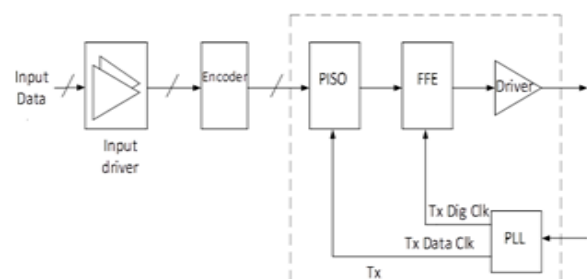 Input
Data
Input
driver
Encoder
PISO
FFE
Driver
Tx Dig Clk
Tx Data Clk
PLL
Tx